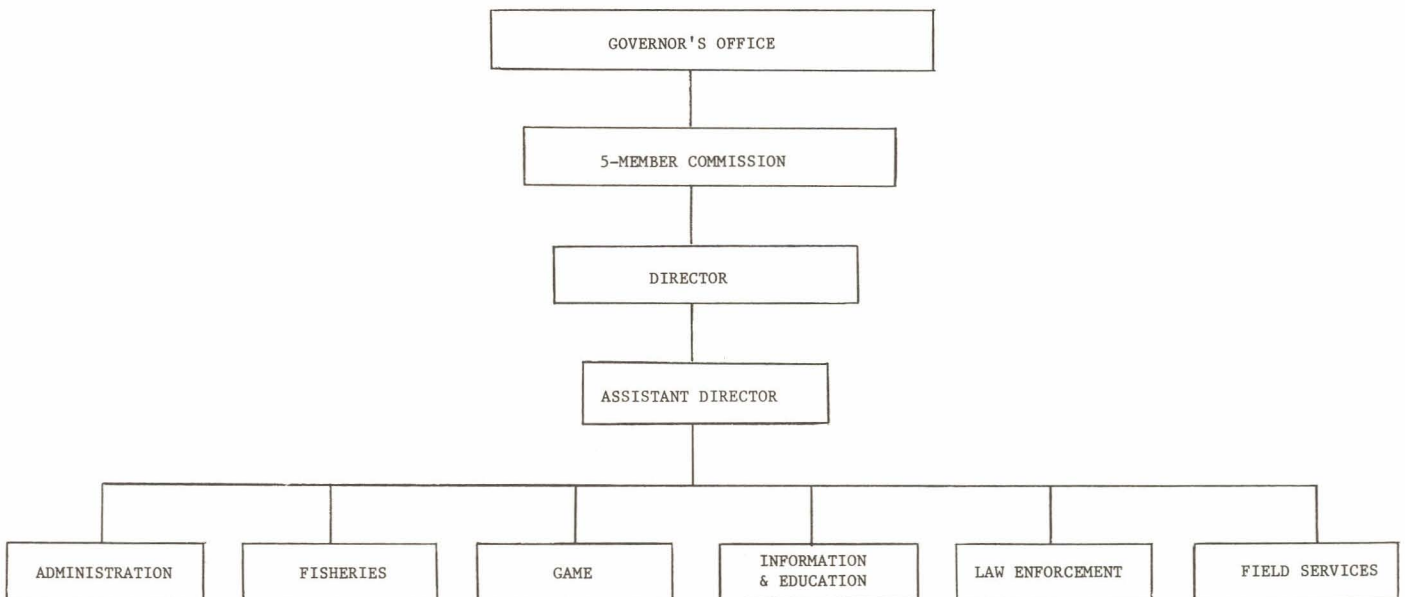 GOVERNOR'S OFFICE
5-MEMBER COMMISSION
DIRECTOR
ASSISTANT DIRECTOR
ADMINISTRATION
FISHERIES
GAME
INFORMATION
& EDUCATION
LAW ENFORCEMENT
FIELD SERVICES